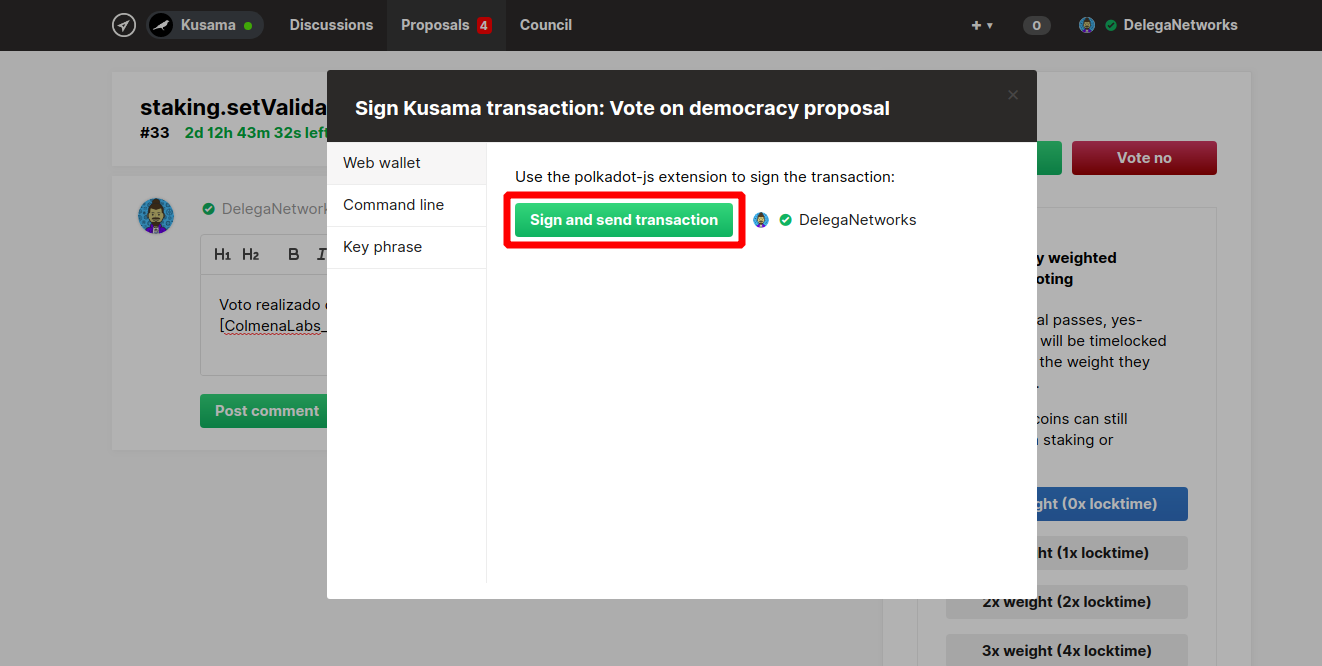 Kusama
Discussions
Proposals 4
Council
+ ▾
0
DelegaNetworks
staking.setValida
#33 2d 12h 43m 32s left
Sign Kusama transaction: Vote on democracy proposal
×
Web wallet
Command line
Key phrase
Use the polkadot-js extension to sign the transaction:
Sign and send transaction
DelegaNetworks
DelegaNetwork
H1 H2 B I
Voto realizado
[ColmenaLabs_
Post comment
Vote no
y weighted
oting
al passes, yes-
will be timelocked
the weight they
coins can still
staking or
ght (0x locktime)
ht (1x locktime)
2x weight (2x locktime)
3x weight (4x locktime)